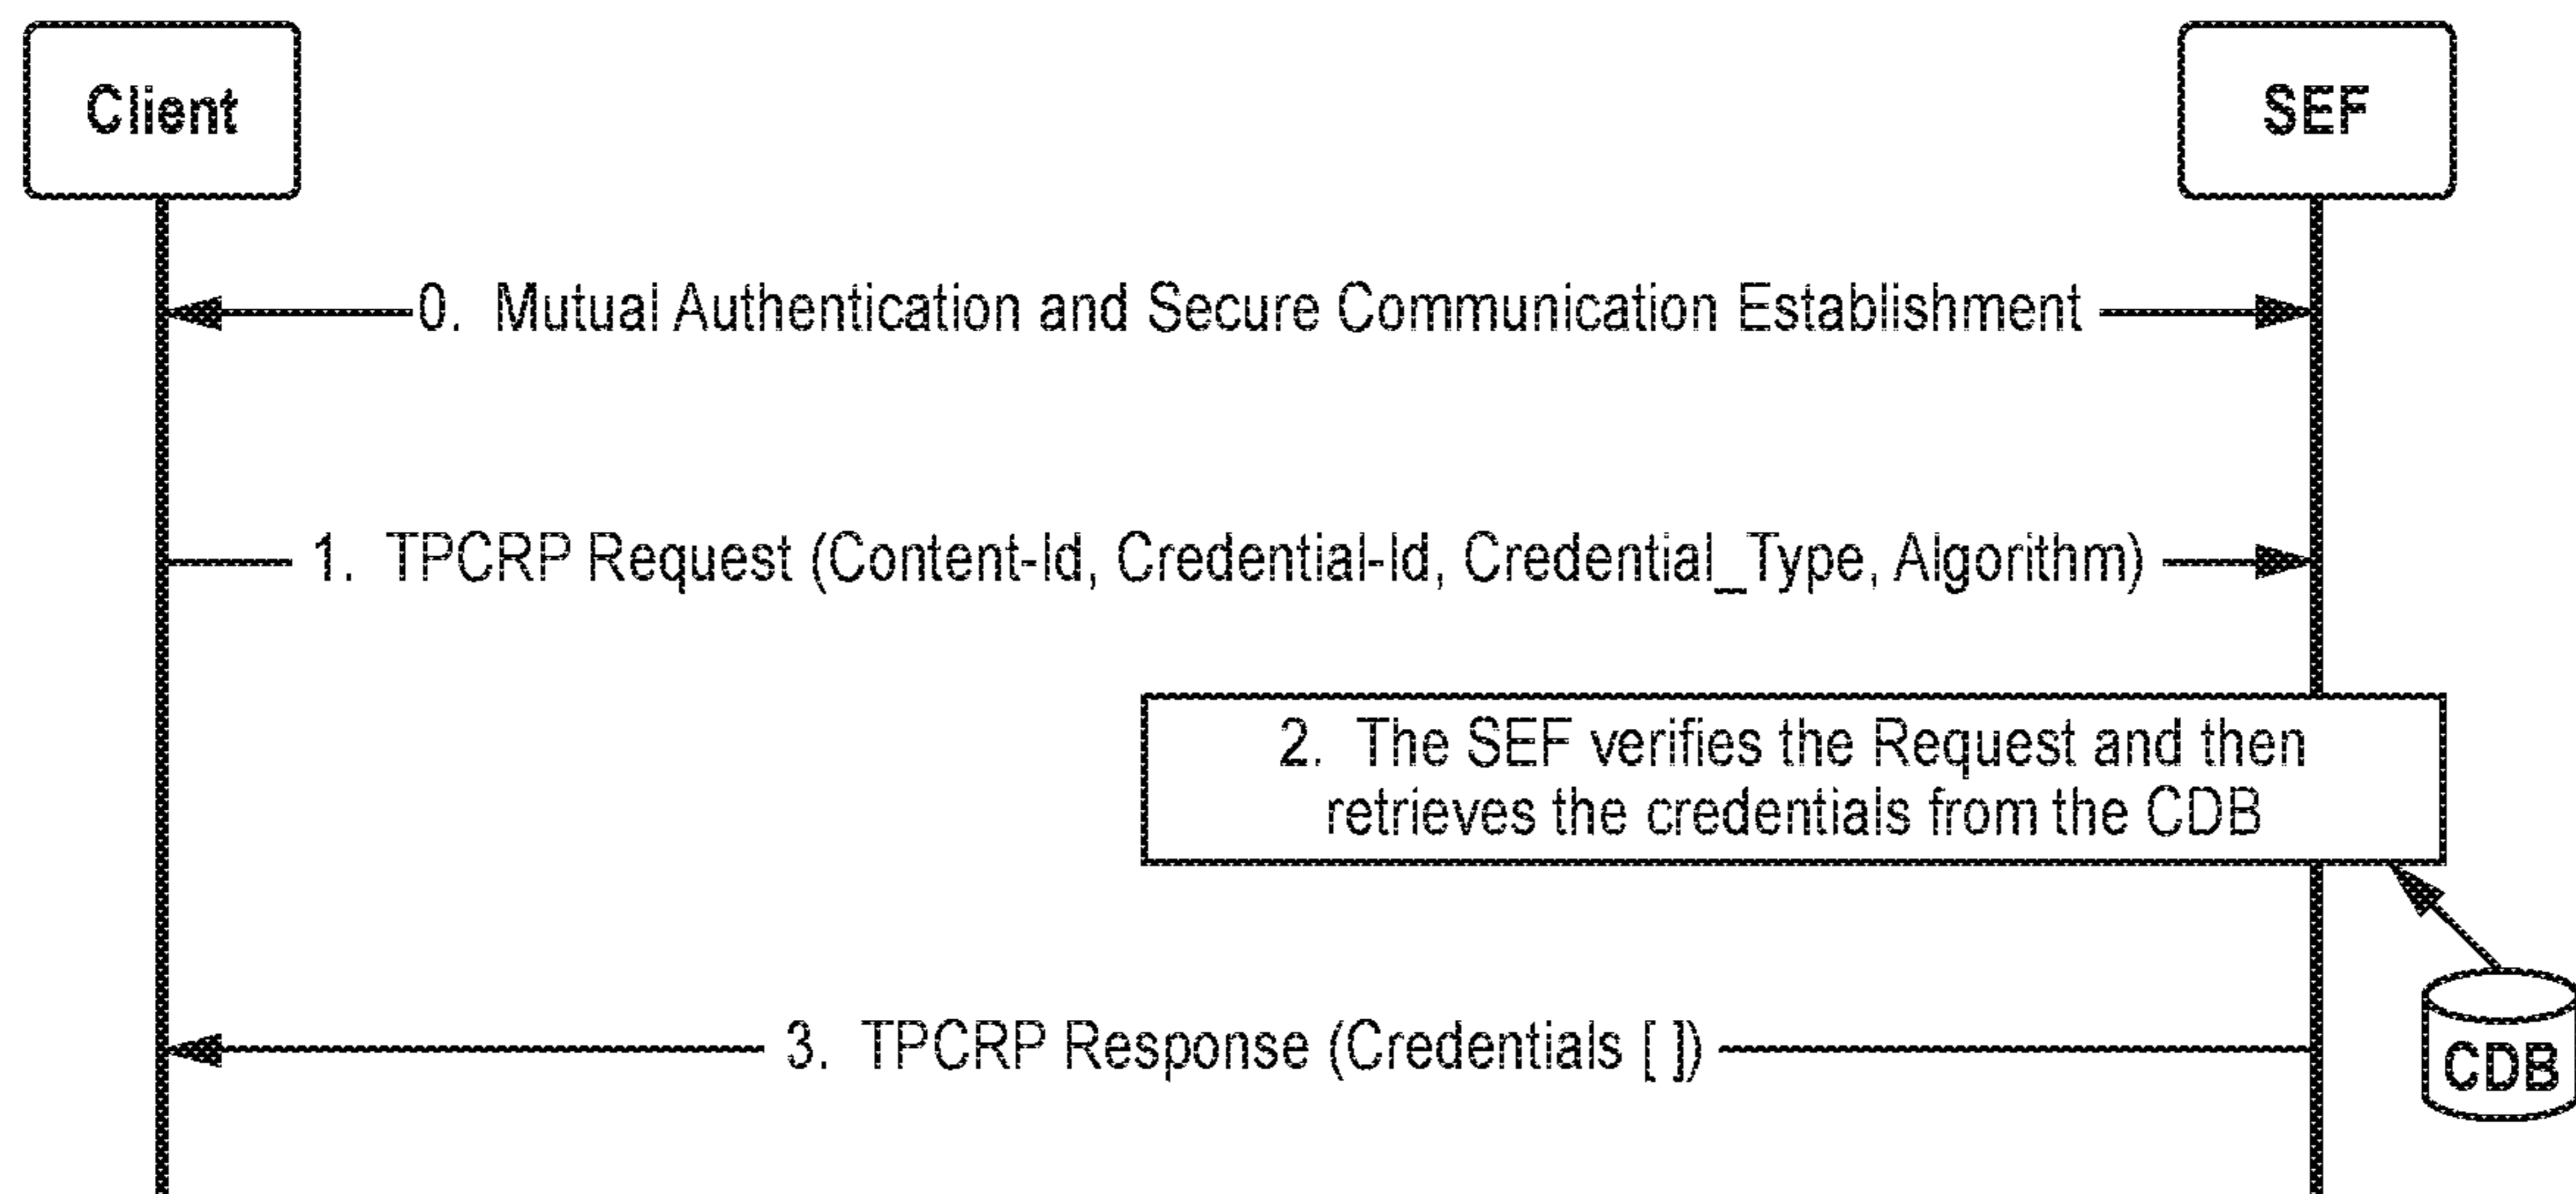 Client
SEF
0. Mutual Authentication and Secure Communication Establishment
1. TPCRP Request (Content-Id, Credential-Id, Credential_Type, Algorithm)
2. The SEF verifies the Request and then
retrieves the credentials from the CDB
3. TPCRP Response (Credentials [ ])
CDB